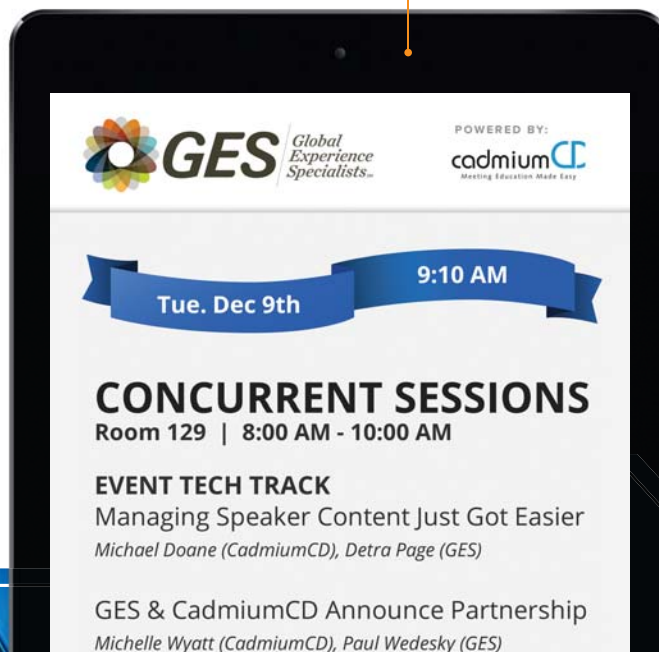 GES Global
Experience
Specialists℠
POWERED BY:
cadmiumCD
Meeting Education Made Easy
Tue. Dec 9th
9:10 AM
CONCURRENT SESSIONS
Room 129 | 8:00 AM - 10:00 AM
EVENT TECH TRACK
Managing Speaker Content Just Got Easier
Michael Doane (CadmiumCD), Detra Page (GES)
GES & CadmiumCD Announce Partnership
Michelle Wyatt (CadmiumCD), Paul Wedesky (GES)